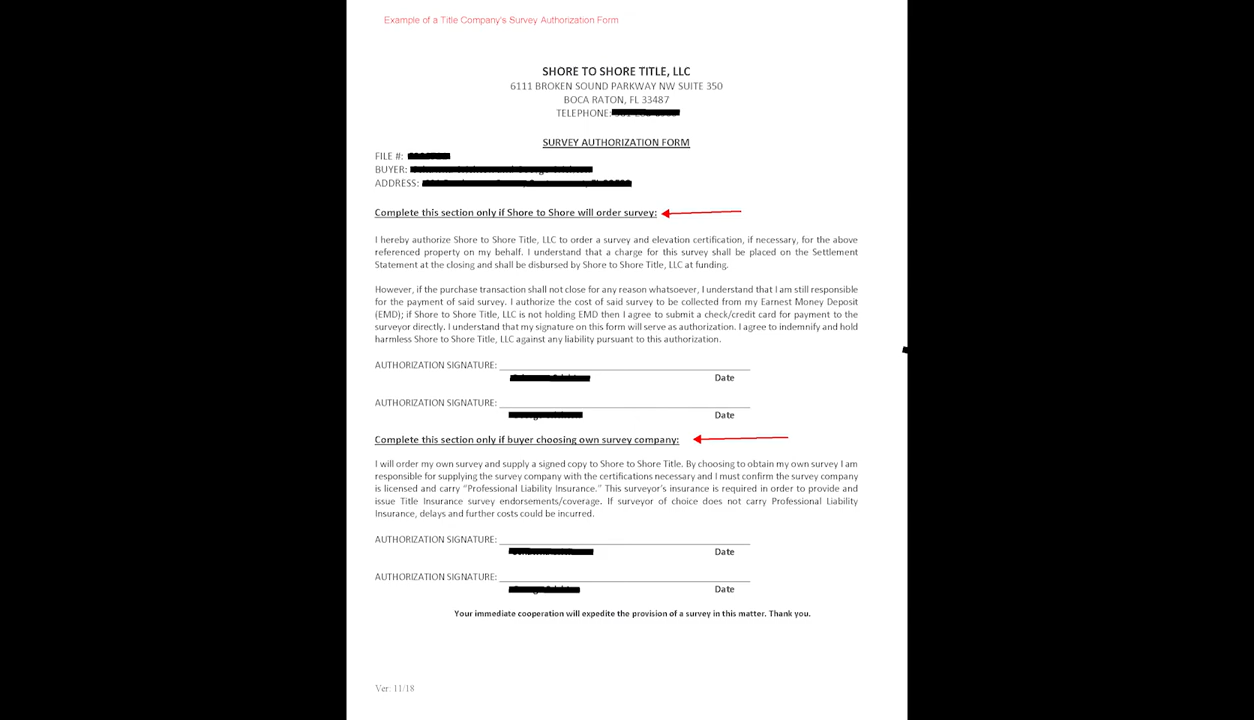 Example of a Title Company's Survey Authorization Form
SHORE TO SHORE TITLE, LLC
6111 BROKEN SOUND PARKWAY NW SUITE 350
BOCA RATON, FL 33487
TELEPHONE:
SURVEY AUTHORIZATION FORM
FILE #:
BUYER:
ADDRESS:
Complete this section only if Shore to Shore will order survey:
I hereby authorize Shore to Shore Title, LLC to order a survey and elevation certification, if necessary, for the above
referenced property on my behalf. I understand that a charge for this survey shall be placed on the Settlement
Statement at the closing and shall be disbursed by Shore to Shore Title, LLC at funding.
However, if the purchase transaction shall not close for any reason whatsoever, I understand that I am still responsible
for the payment of said survey. I authorize the cost of said survey to be collected from my Earnest Money Deposit
(EMD); if Shore to Shore Title, LLC is not holding EMD then I agree to submit a check/credit card for payment to the
surveyor directly. I understand that my signature on this form will serve as authorization. I agree to indemnify and hold
harmless Shore to Shore Title, LLC against any liability pursuant to this authorization.
AUTHORIZATION SIGNATURE:
Date
AUTHORIZATION SIGNATURE:
Date
Complete this section only if buyer choosing own survey company:
I will order my own survey and supply a signed copy to Shore to Shore Title. By choosing to obtain my own survey I am
responsible for supplying the survey company with the certifications necessary and I must confirm the survey company
is licensed and carry "Professional Liability Insurance." This surveyor's insurance is required in order to provide and
issue Title Insurance survey endorsements/coverage. If surveyor of choice does not carry Professional Liability
Insurance, delays and further costs could be incurred.
AUTHORIZATION SIGNATURE:
Date
AUTHORIZATION SIGNATURE:
Date
Your immediate cooperation will expedite the provision of a survey in this matter. Thank you.
Ver: 11/18